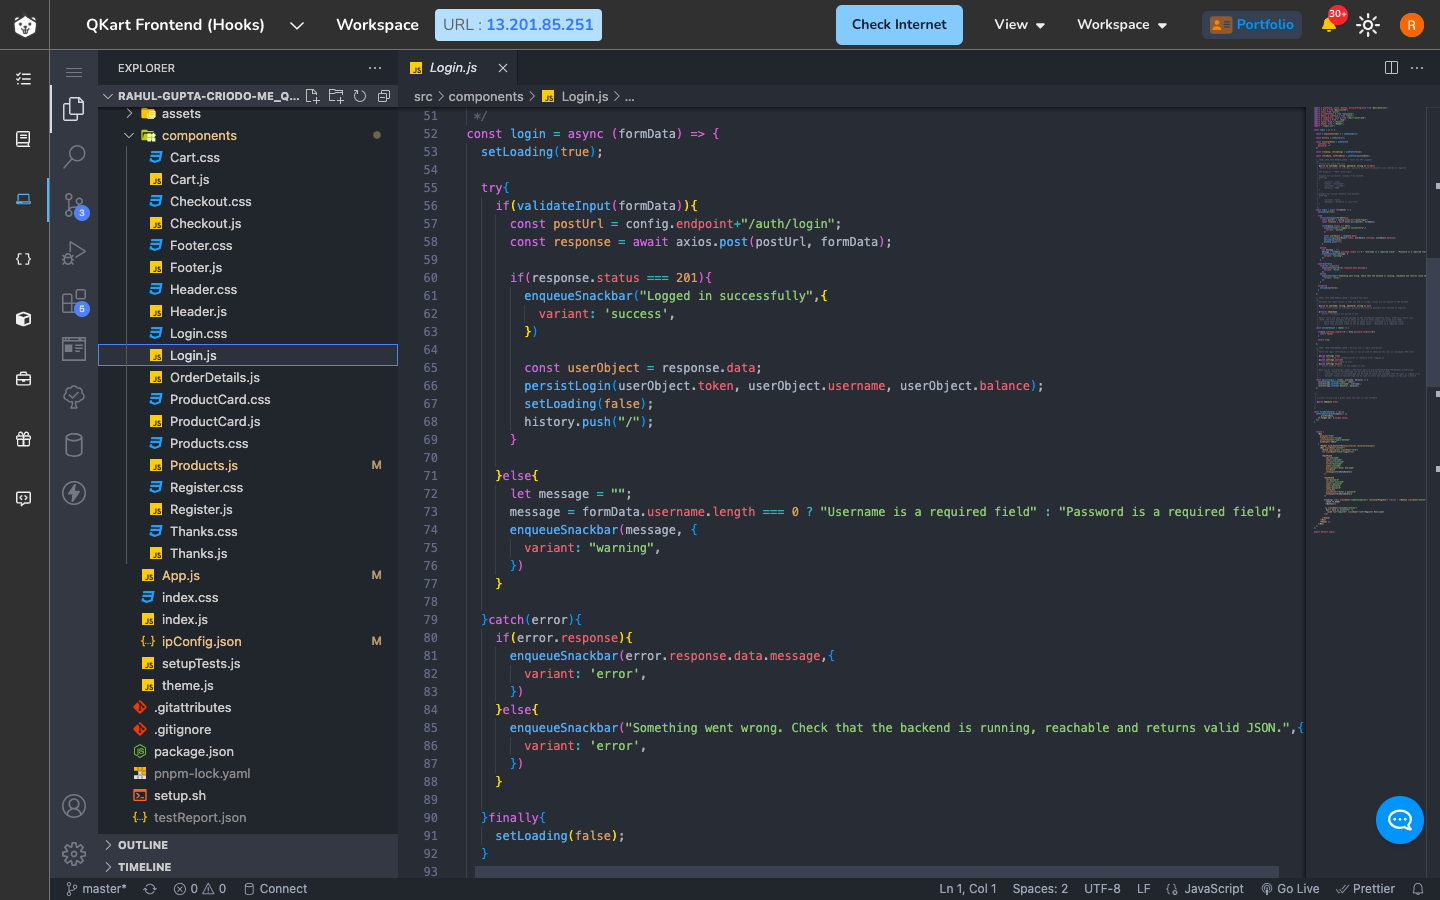 QKart Frontend (Hooks)
Workspace
URL : 13.201.85.251
Check Internet
View
Workspace
Portfolio
30+
R
EXPLORER
RAHUL-GUPTA-CRIODO-ME_Q...
assets
components
Cart.css
Cart.js
Checkout.css
Checkout.js
Footer.css
Footer.js
Header.css
Header.js
Login.css
Login.js
OrderDetails.js
ProductCard.css
ProductCard.js
Products.css
Products.js M
Register.css
Register.js
Thanks.css
Thanks.js
App.js M
index.css
index.js
ipConfig.json M
setupTests.js
theme.js
.gitattributes
.gitignore
package.json
pnpm-lock.yaml
setup.sh
testReport.json
OUTLINE
TIMELINE
3
5
Login.js
src > components > Login.js > ...
51 */
52 const login = async (formData) => {
53 setLoading(true);
54
55 try{
56 if(validateInput(formData)){
57 const postUrl = config.endpoint+"/auth/login";
58 const response = await axios.post(postUrl, formData);
59
60 if(response.status === 201){
61 enqueueSnackbar("Logged in successfully",{
62 variant: 'success',
63 })
64
65 const userObject = response.data;
66 persistLogin(userObject.token, userObject.username, userObject.balance);
67 setLoading(false);
68 history.push("/");
69 }
70
71 }else{
72 let message = "";
73 message = formData.username.length === 0 ? "Username is a required field" : "Password is a required field";
74 enqueueSnackbar(message, {
75 variant: "warning",
76 })
77 }
78
79 }catch(error){
80 if(error.response){
81 enqueueSnackbar(error.response.data.message,{
82 variant: 'error',
83 })
84 }else{
85 enqueueSnackbar("Something went wrong. Check that the backend is running, reachable and returns valid JSON.",{
86 variant: 'error',
87 })
88 }
89
90 }finally{
91 setLoading(false);
92 }
93
master*
0 0
Connect
Ln 1, Col 1
Spaces: 2
UTF-8
LF
JavaScript
Go Live
Prettier